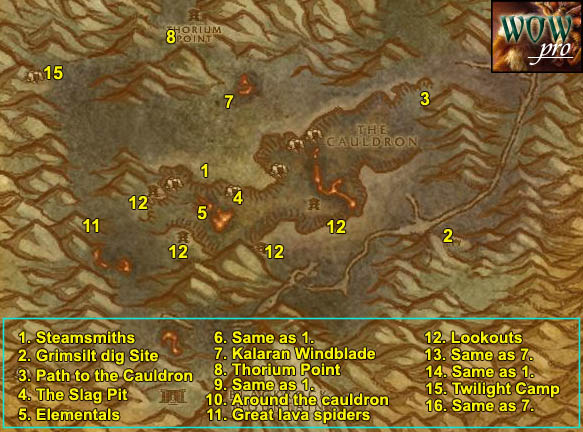 WOW
pro
8
THORIUM
POINT
15
7
3
THE
CAULDRON
1
12
4
5
11
12
12
12
2
1. Steamsmiths
2. Grimsilt dig Site
3. Path to the Cauldron
4. The Slag Pit
5. Elementals
6. Same as 1.
7. Kalaran Windblade
8. Thorium Point
9. Same as 1.
10. Around the cauldron
11. Great lava spiders
12. Lookouts
13. Same as 7.
14. Same as 1.
15. Twilight Camp
16. Same as 7.